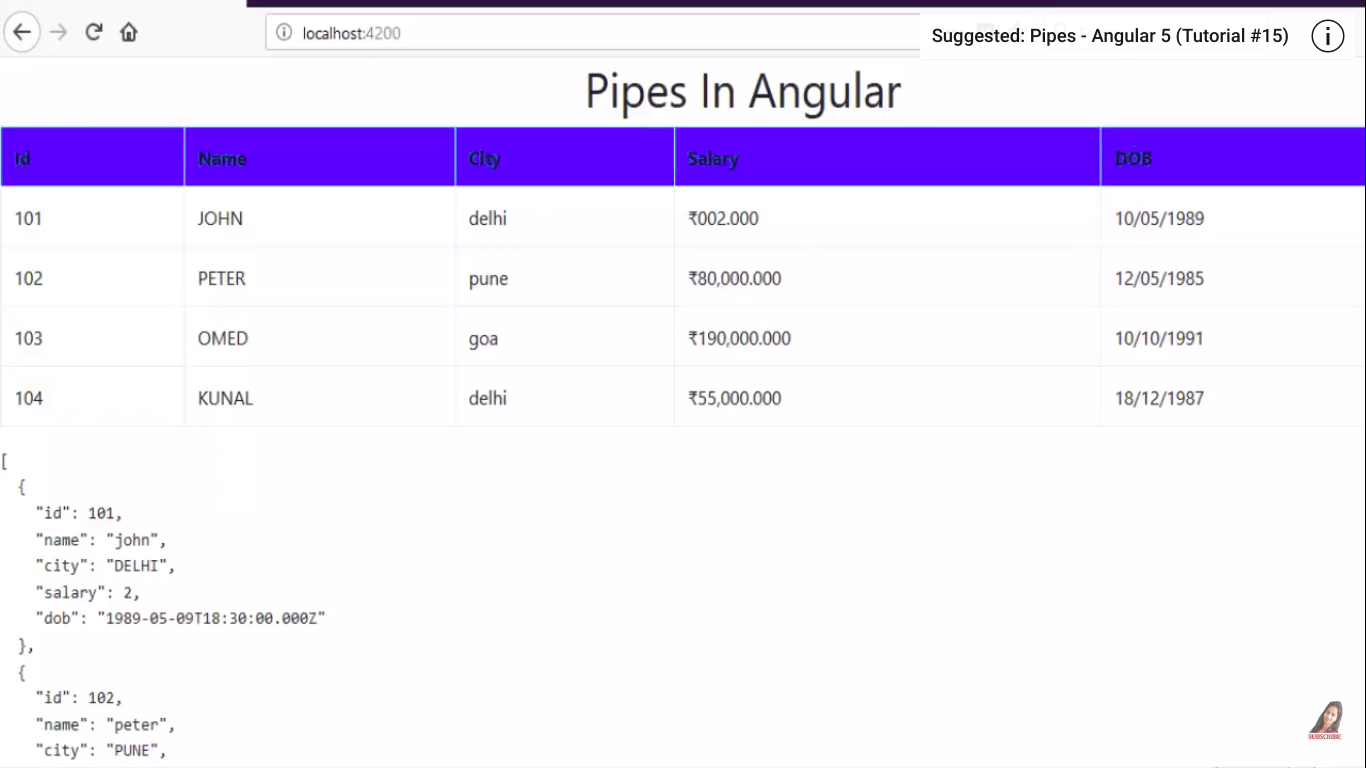 localhost:4200
Suggested: Pipes - Angular 5 (Tutorial #15)
Pipes In Angular
Id Name City Salary DOB
101 JOHN delhi ₹002.000 10/05/1989
102 PETER pune ₹80,000.000 12/05/1985
103 OMED goa ₹190,000.000 10/10/1991
104 KUNAL delhi ₹55,000.000 18/12/1987
[
{
"id": 101,
"name": "john",
"city": "DELHI",
"salary": 2,
"dob": "1989-05-09T18:30:00.000Z"
},
{
"id": 102,
"name": "peter",
"city": "PUNE",
SUBSCRIBE